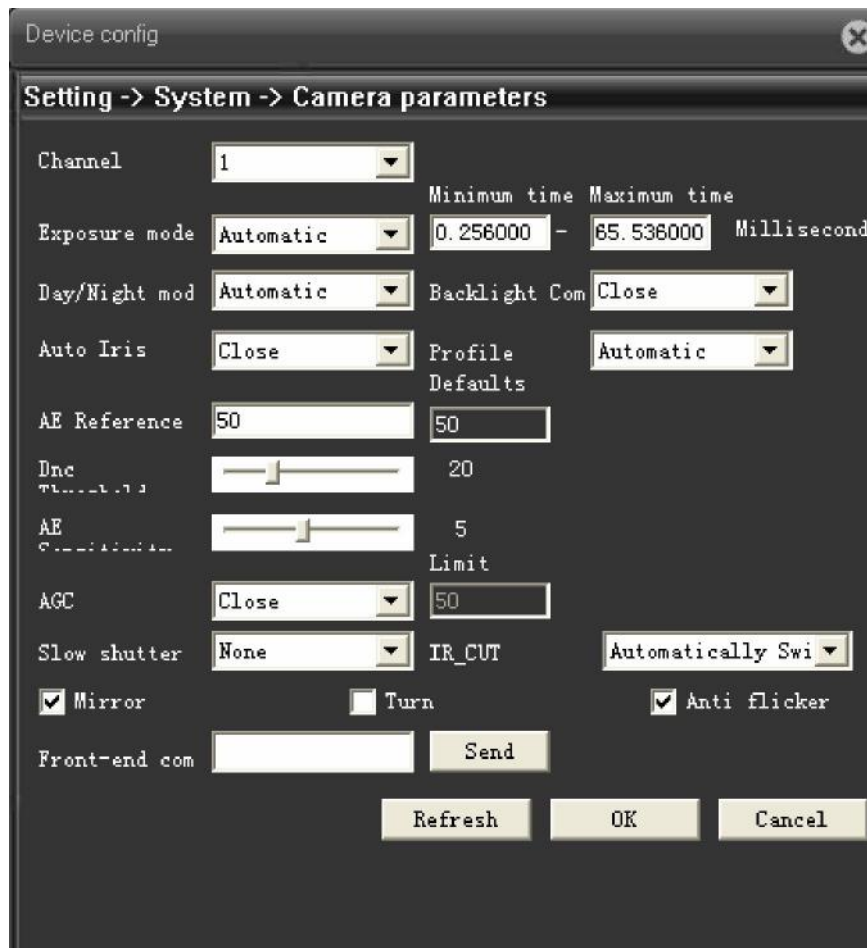 Device config
Setting -> System -> Camera parameters
Channel 1
Minimum time Maximum time
Exposure mode Automatic 0.256000 - 65.536000 Millisecond
Day/Night mod Automatic Backlight Com Close
Auto Iris Close Profile Automatic
Defaults
AE Reference 50 50
Dnc 20
AE 5
Limit
AGC Close 50
Slow shutter None IR_CUT Automatically Swi
Mirror Turn Anti flicker
Front-end com Send
Refresh OK Cancel